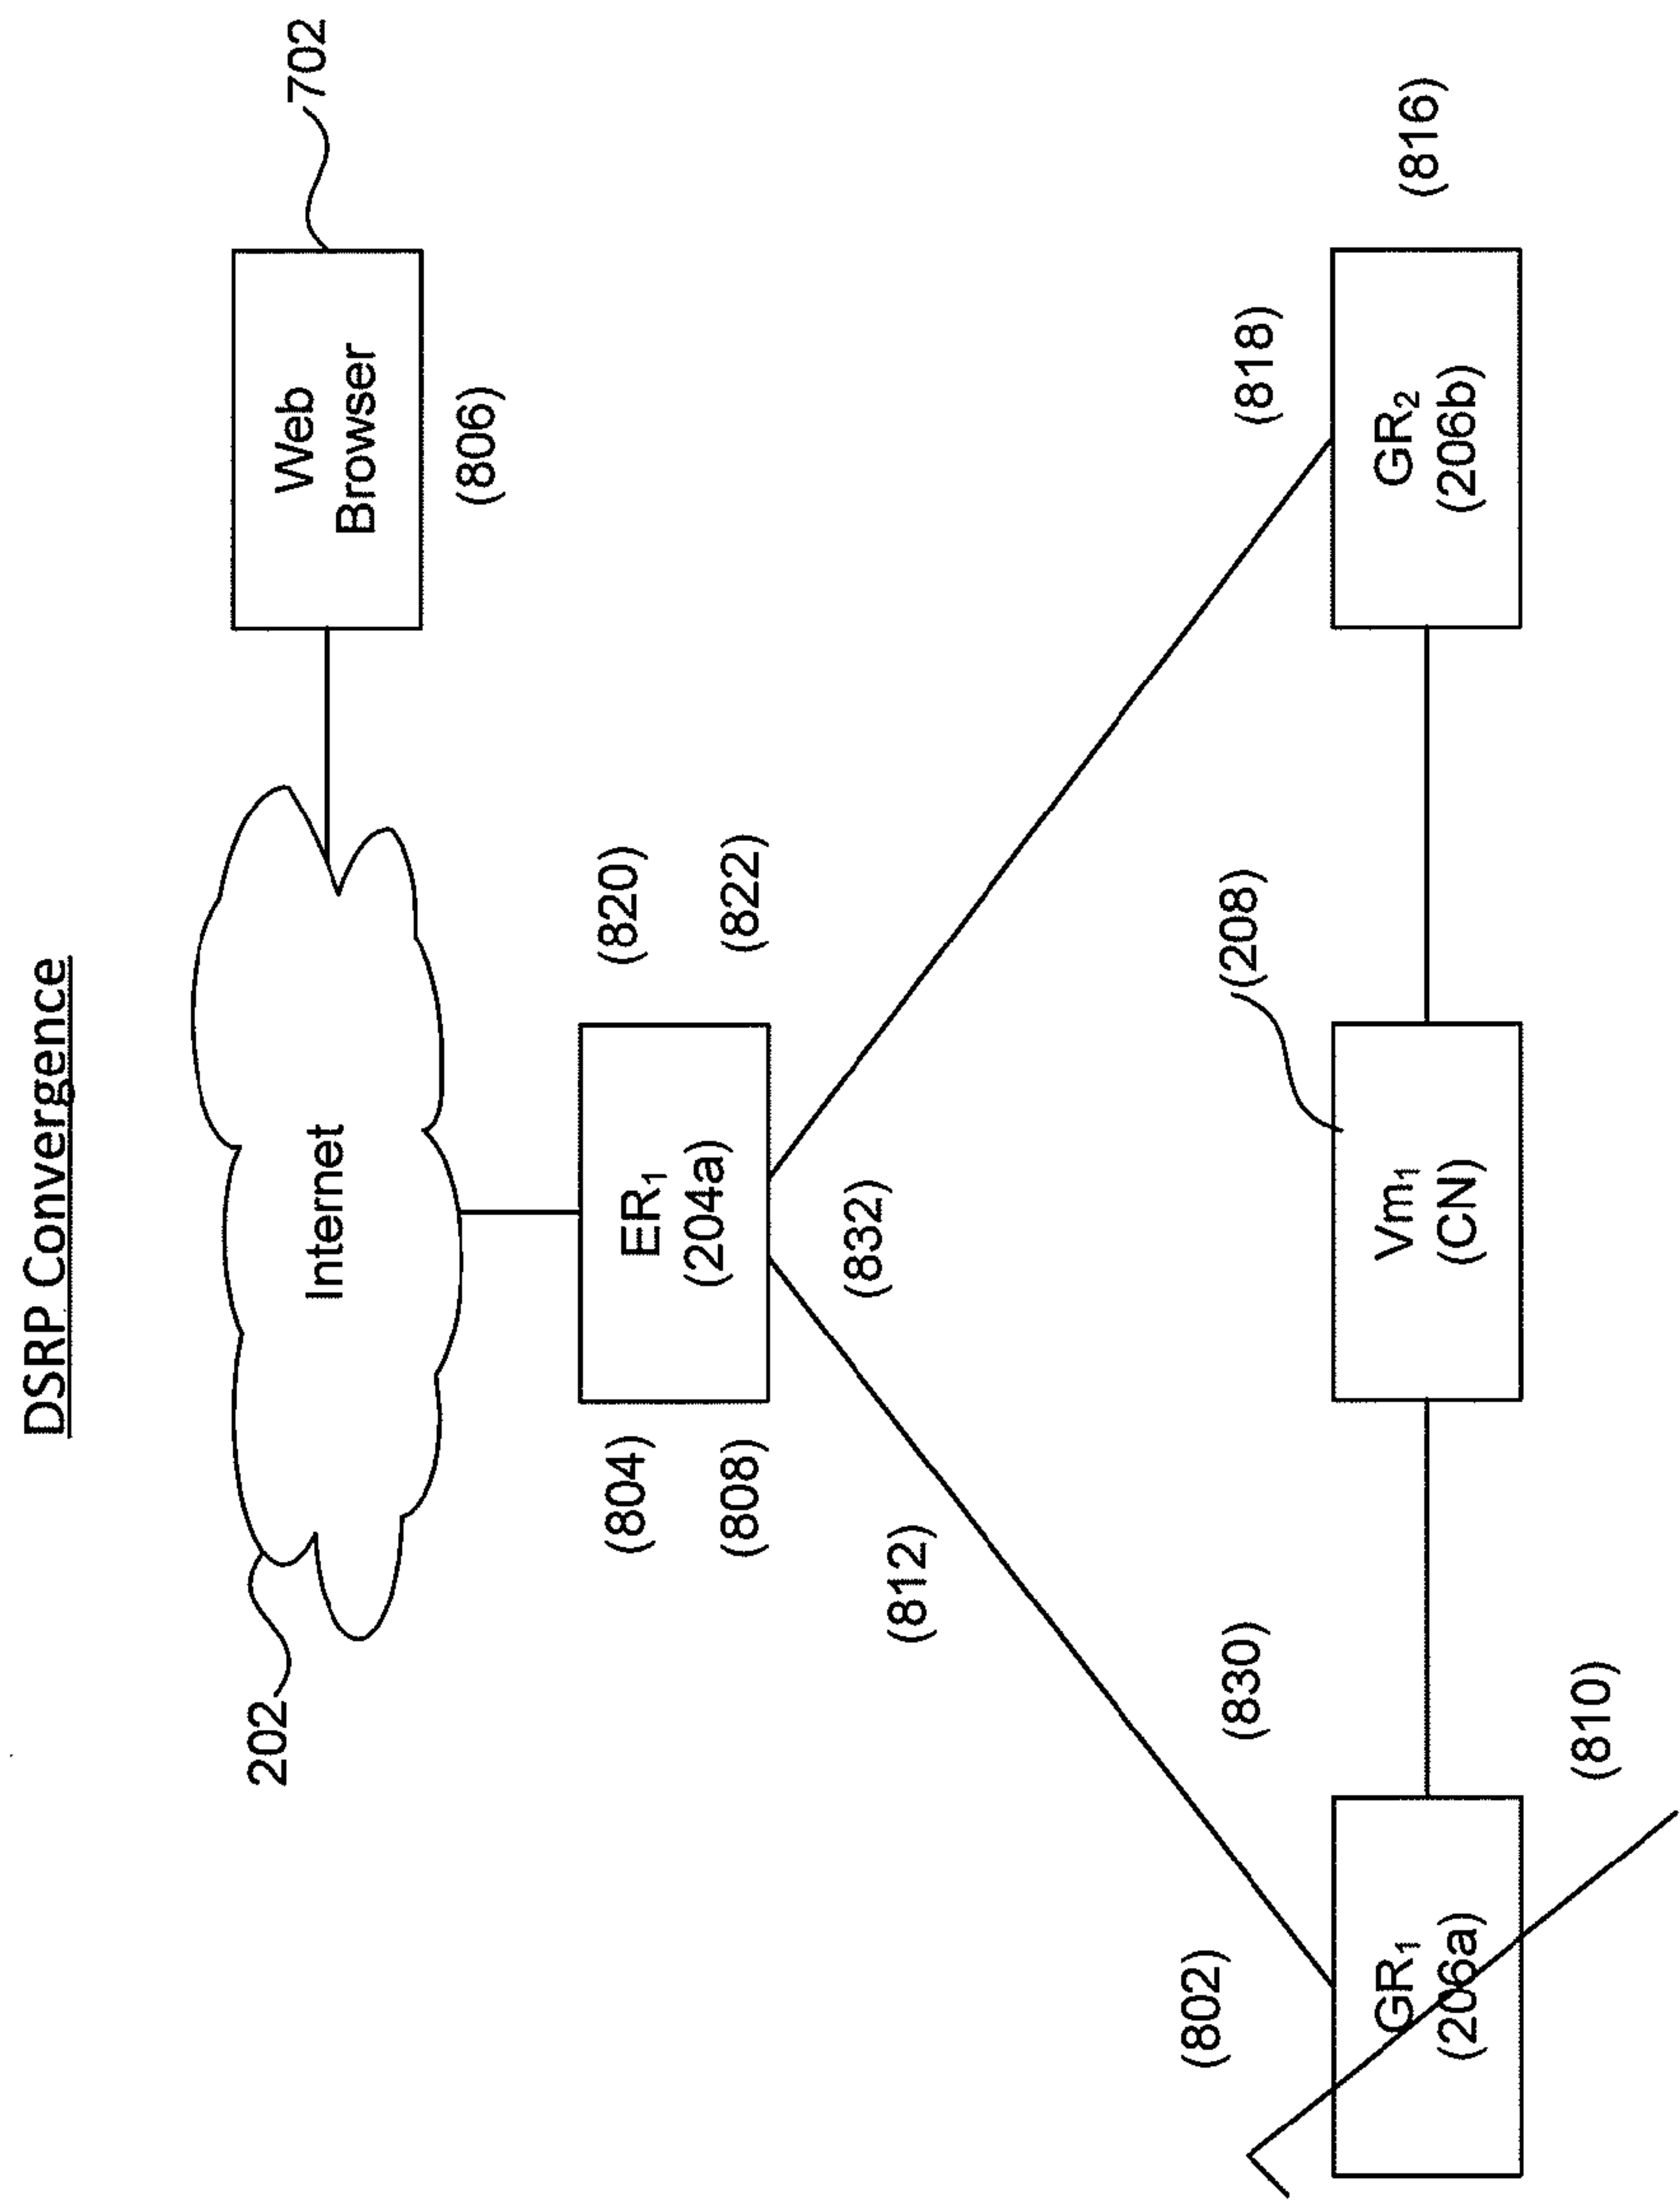 DSRP Convergence
202
Internet
Web
Browser
702
(806)
(804)
(808)
ER₁
(204a)
(820)
(822)
(832)
(812)
(818)
(802)
(830)
(208)
GR₁
(206a)
(810)
Vm₁
(CN)
GR₂
(206b)
(816)